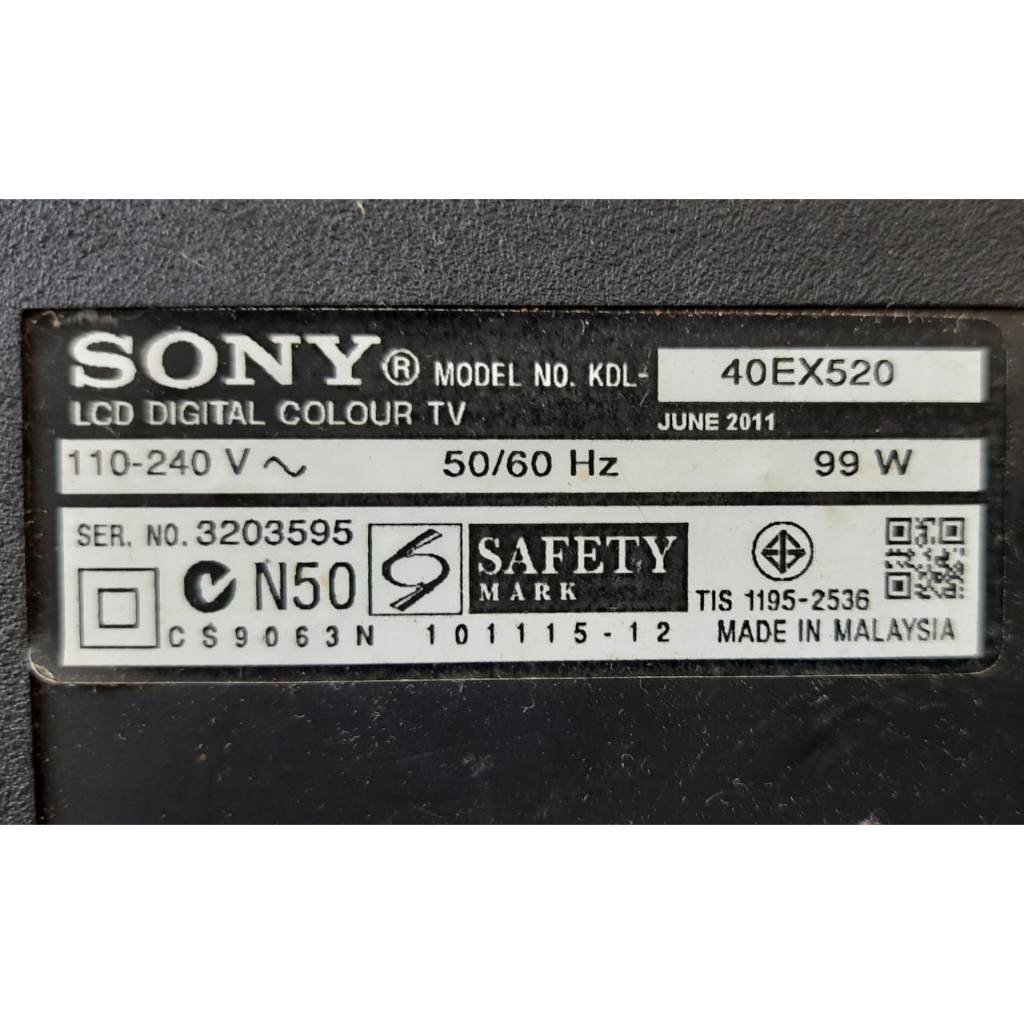 SONY® MODEL NO. KDL- 40EX520
LCD DIGITAL COLOUR TV JUNE 2011
110-240 V ~ 50/60 Hz 99 W
SER. NO. 3203595
N50 SAFETY
MARK
TIS 1195-2536
CS9063N 101115-12 MADE IN MALAYSIA